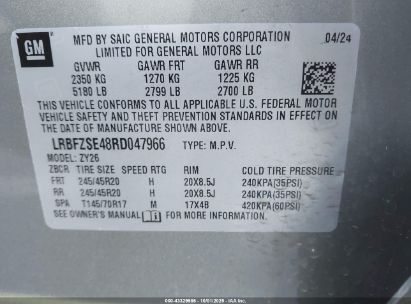 GM
MFD BY SAIC GENERAL MOTORS CORPORATION 04/24
LIMITED FOR GENERAL MOTORS LLC
GVWR GAWR FRT GAWR RR
2350 KG 1270 KG 1225 KG
5180 LB 2799 LB 2700 LB
THIS VEHICLE CONFORMS TO ALL APPLICABLE U.S. FEDERAL MOTOR
VEHICLE SAFETY AND THEFT PREVENTION STANDARDS IN EFFECT ON
THE DATE OF MANUFACTURE SHOWN ABOVE.
LRBFZSE48RD047966 TYPE: M.P.V.
MODEL: ZY26
ZBCR TIRE SIZE SPEED RTG RIM COLD TIRE PRESSURE
FRT 245/45R20 H 20X8.5J 240KPA(35PSI)
RR 245/45R20 H 20X8.5J 240KPA(35PSI)
SPA T145/70R17 M 17X4B 420KPA(60PSI)
SEE OWNER'S MANUAL FOR MORE INFORMATION